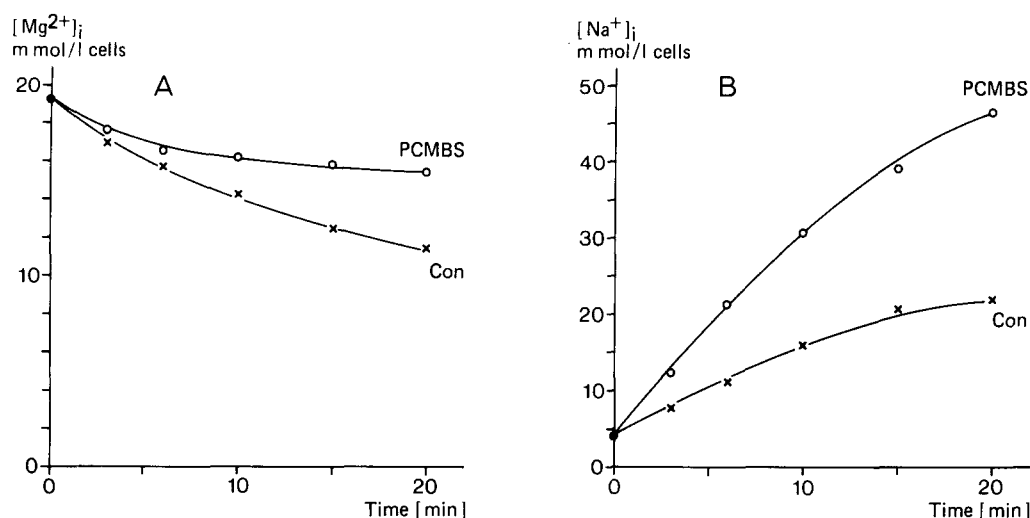 [Mg2+]i
m mol/l cells
A
20
10
0
PCMBS
Con
0 10 20
Time [min]
[Na+]i
m mol/l cells
B
50
40
30
20
10
0
PCMBS
Con
0 10 20
Time [min]